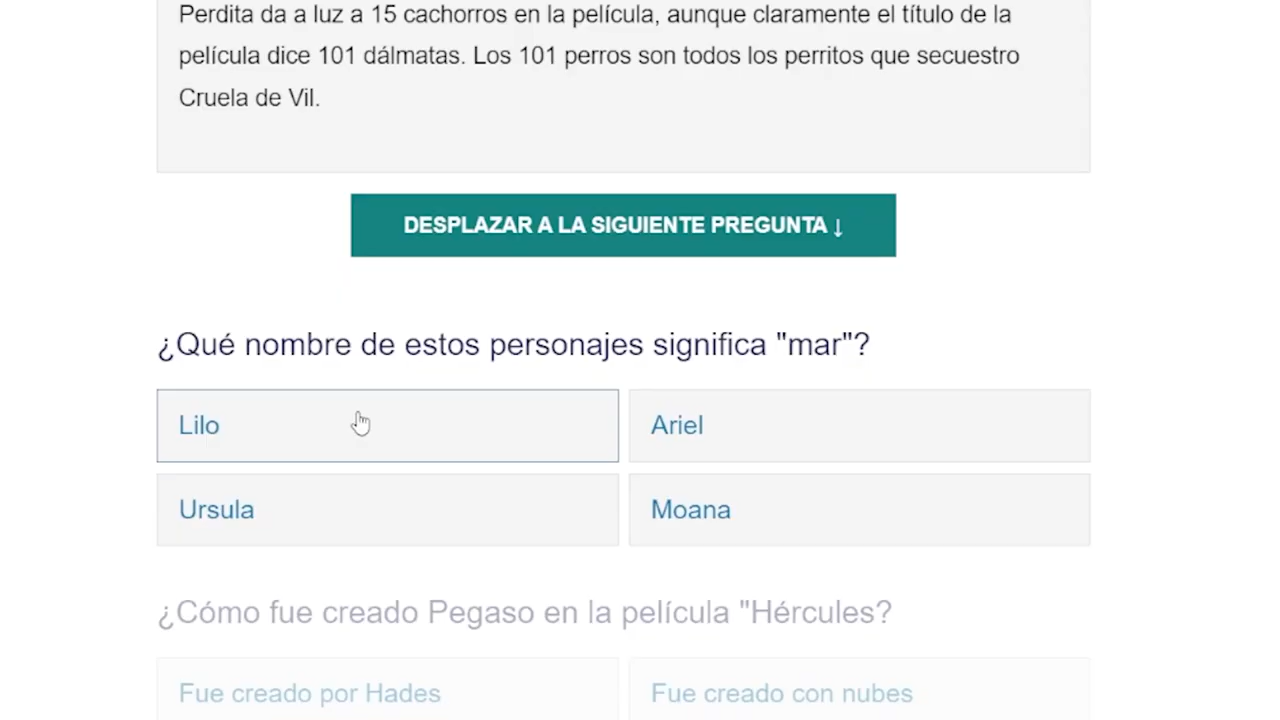 Perdita da a luz a 15 cachorros en la película, aunque claramente el título de la
película dice 101 dálmatas. Los 101 perros son todos los perritos que secuestro
Cruela de Vil.
DESPLAZAR A LA SIGUIENTE PREGUNTA ↓
¿Qué nombre de estos personajes significa "mar"?
Lilo
Ariel
Ursula
Moana
¿Cómo fue creado Pegaso en la película "Hércules?
Fue creado por Hades
Fue creado con nubes